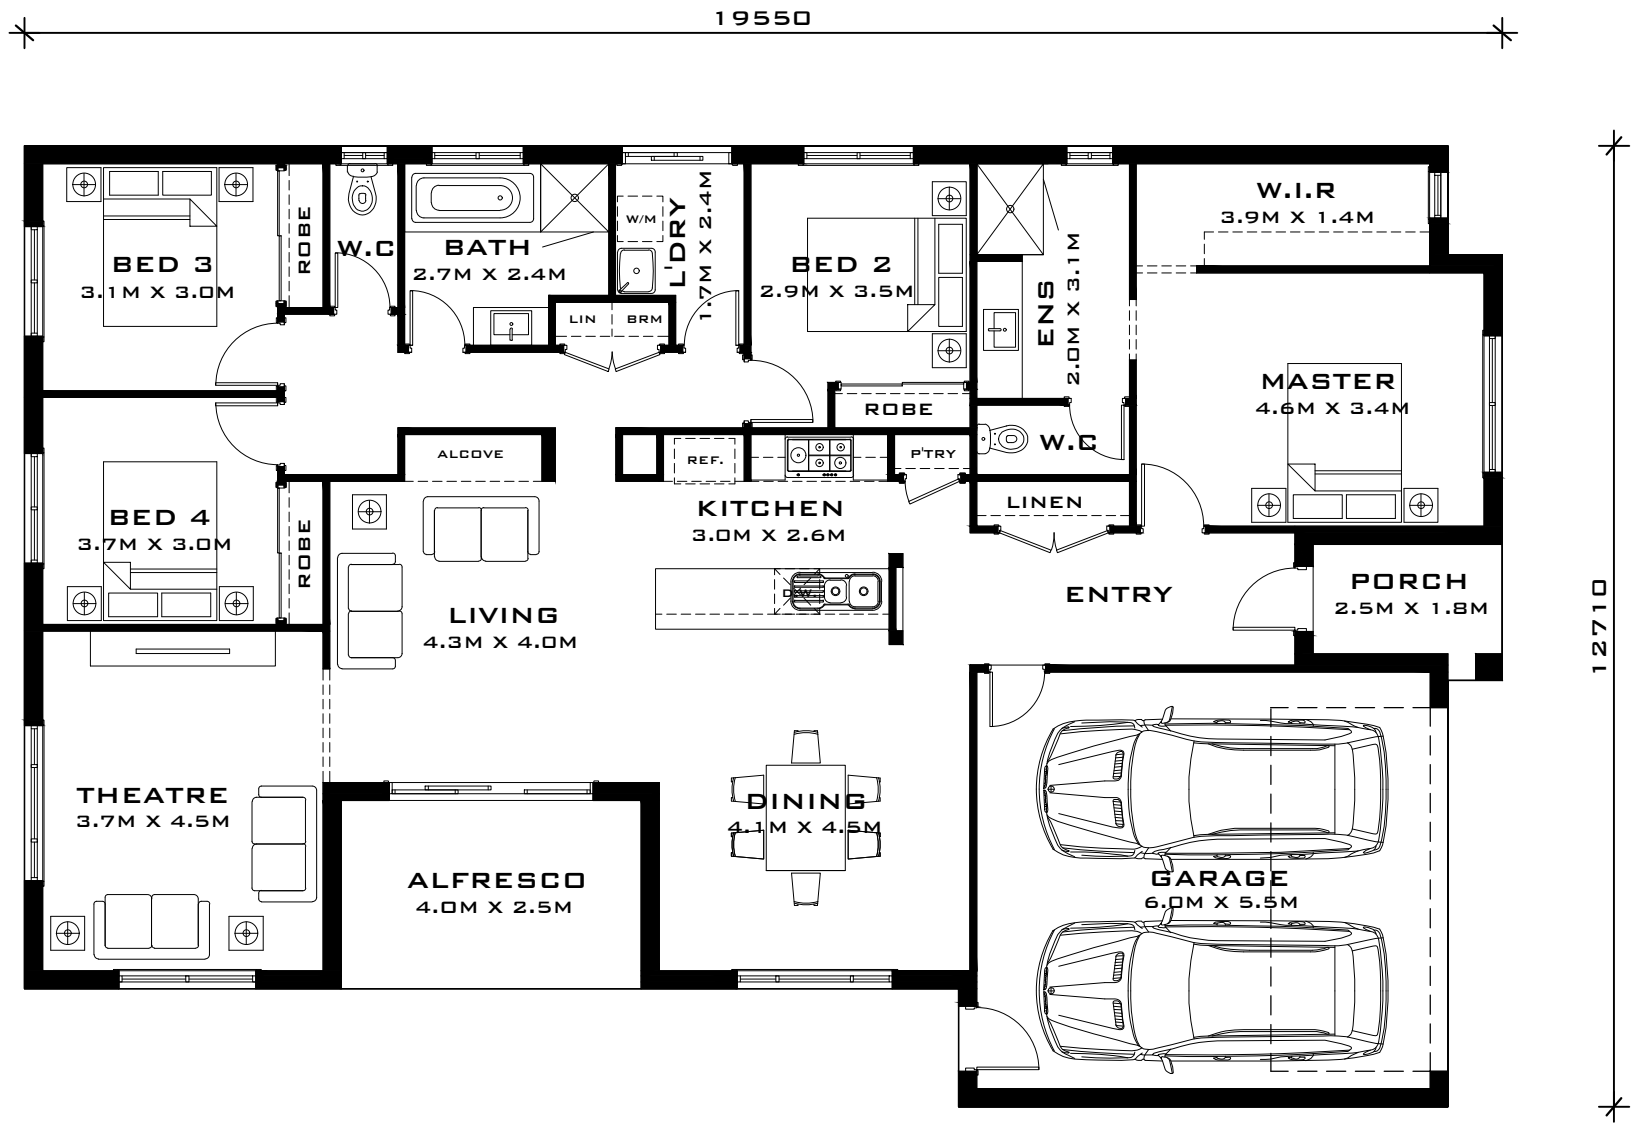 19550
W.I.R
3.9M X 1.4M
ROBE
W.C
BATH
2.7M X 2.4M
W/M
L'DRY
1.7M X 2.4M
BED 3
3.1M X 3.0M
BED 2
2.9M X 3.5M
ENS
2.0M X 3.1M
LIN
BRM
MASTER
4.6M X 3.4M
ROBE
W.C
ALCOVE
REF.
P'TRY
LINEN
KITCHEN
3.0M X 2.6M
BED 4
3.7M X 3.0M
ROBE
D.W.
LIVING
4.3M X 4.0M
ENTRY
PORCH
2.5M X 1.8M
12710
THEATRE
3.7M X 4.5M
DINING
4.1M X 4.5M
ALFRESCO
4.0M X 2.5M
GARAGE
6.0M X 5.5M